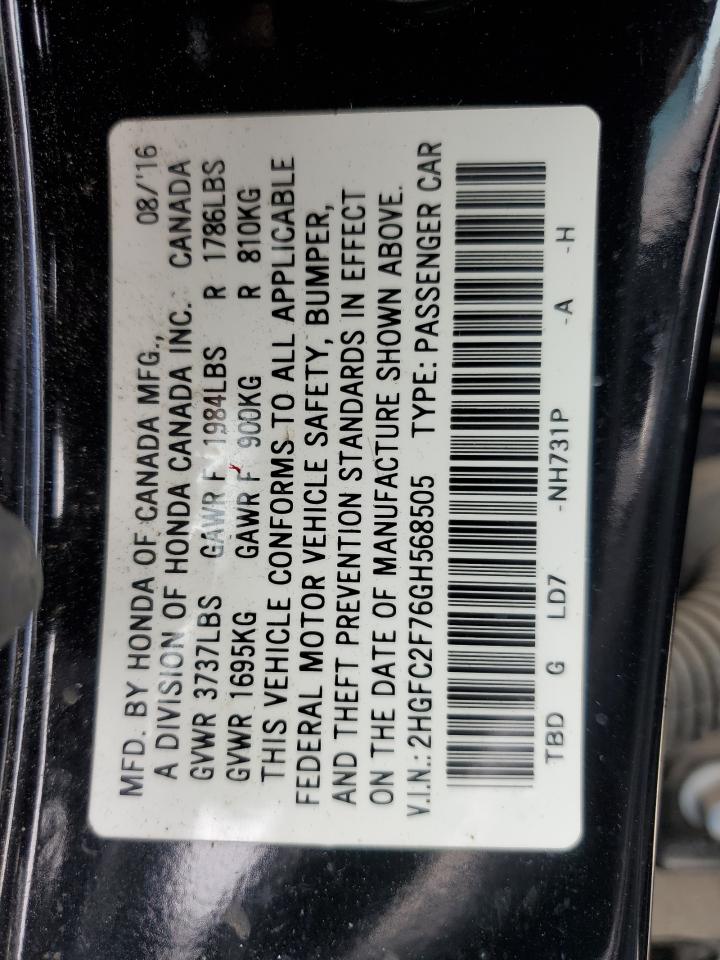 MFD. BY HONDA OF CANADA MFG., 08/'16
A DIVISION OF HONDA CANADA INC. CANADA
GVWR 3737LBS GAWR F 1984LBS R 1786LBS
GVWR 1695KG GAWR F 900KG R 810KG
THIS VEHICLE CONFORMS TO ALL APPLICABLE
FEDERAL MOTOR VEHICLE SAFETY, BUMPER,
AND THEFT PREVENTION STANDARDS IN EFFECT
ON THE DATE OF MANUFACTURE SHOWN ABOVE.
V.I.N.: 2HGFC2F76GH568505 TYPE: PASSENGER CAR
TBD G LD7 -NH731P -A -H